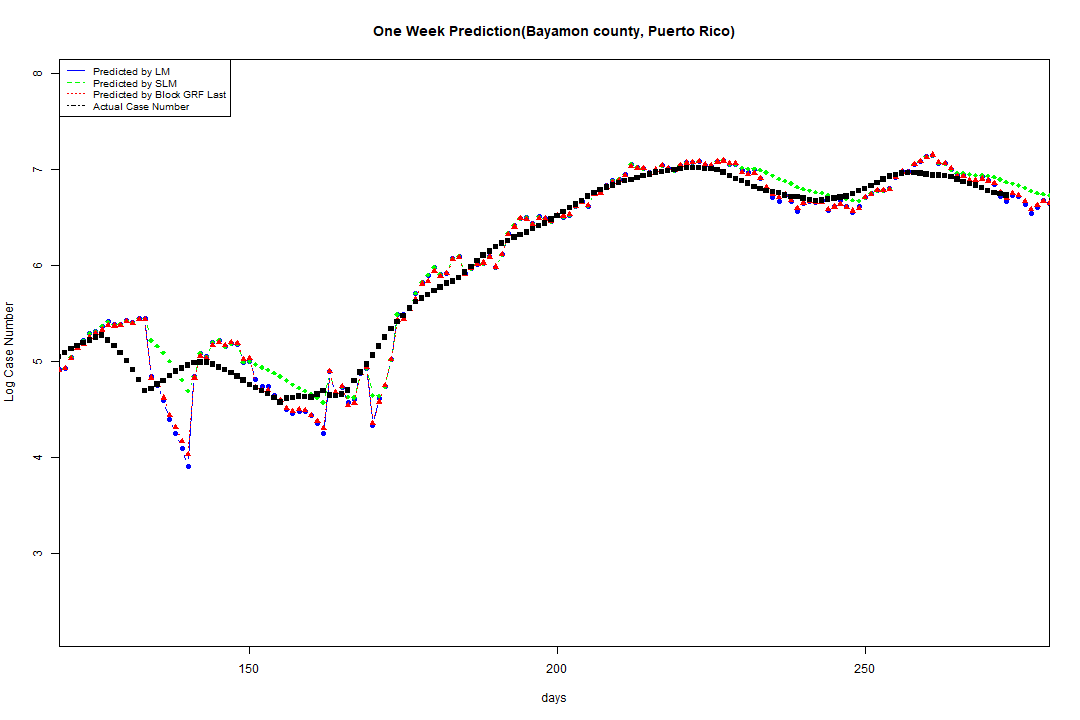 One Week Prediction(Bayamon county, Puerto Rico)
Predicted by LM
Predicted by SLM
Predicted by Block GRF Last
Actual Case Number
8
7
6
5
4
3
Log Case Number
150
200
250
days